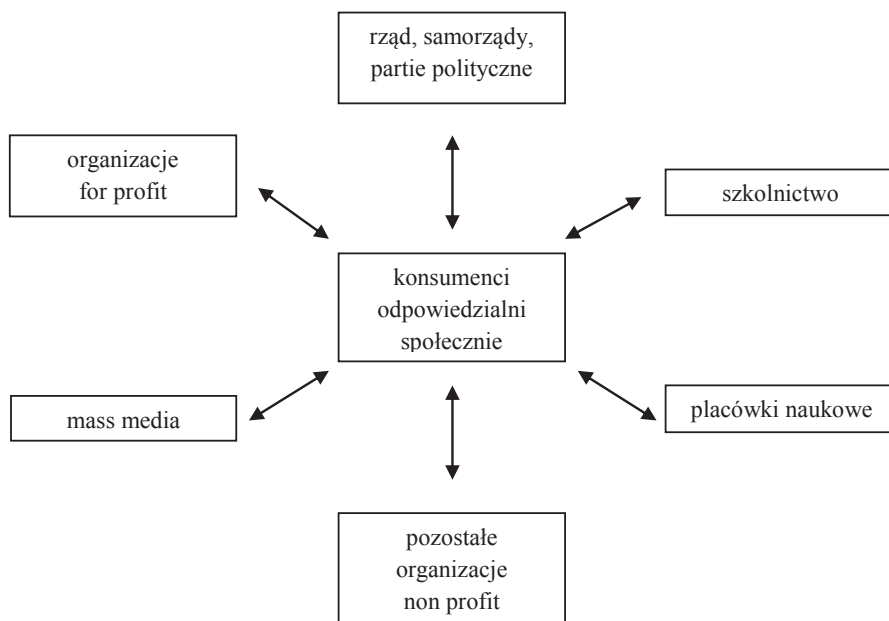 rząd, samorządy,
partie polityczne
organizacje
for profit
szkolnictwo
konsumenci
odpowiedzialni
społecznie
mass media
placówki naukowe
pozostałe
organizacje
non profit